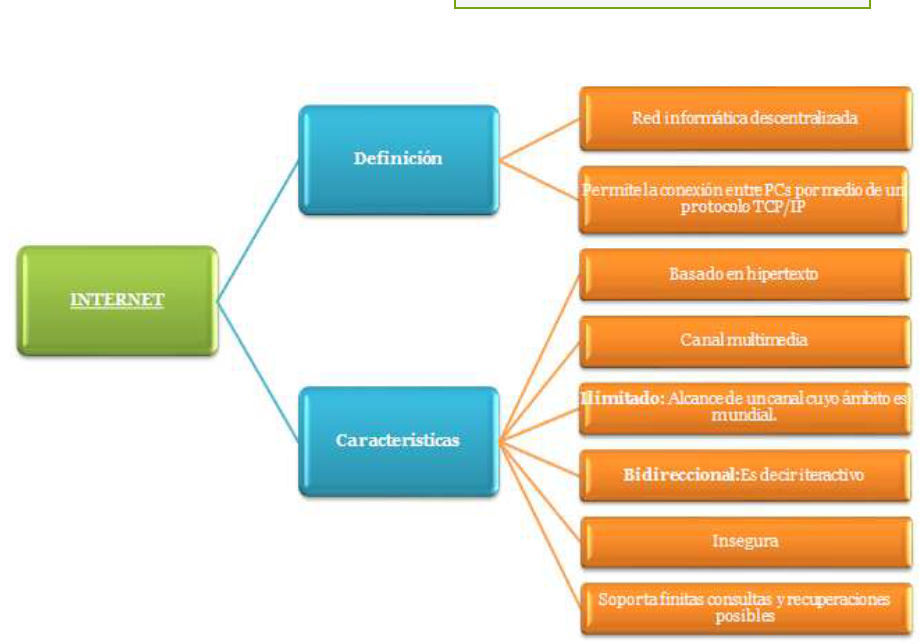 INTERNET
Definición
Red informática descentralizada
Permite la conexión entre PCs por medio de un
protocolo TCP/IP
Características
Basado en hipertexto
Canal multimedia
Ilimitado: Alcance de un canal cuyo ámbito es
mundial.
Bidireccional:Es decir iteractivo
Insegura
Soporta finitas consultas y recuperaciones
posibles